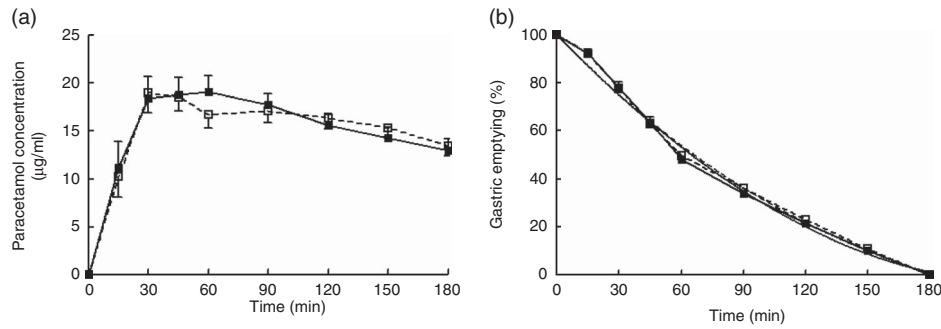 (a)
25
20
15
10
5
0
Paracetamol concentration
(μg/ml)
0 30 60 90 120 150 180
Time (min)
(b)
100
80
60
40
20
0
Gastric emptying (%)
0 30 60 90 120 150 180
Time (min)